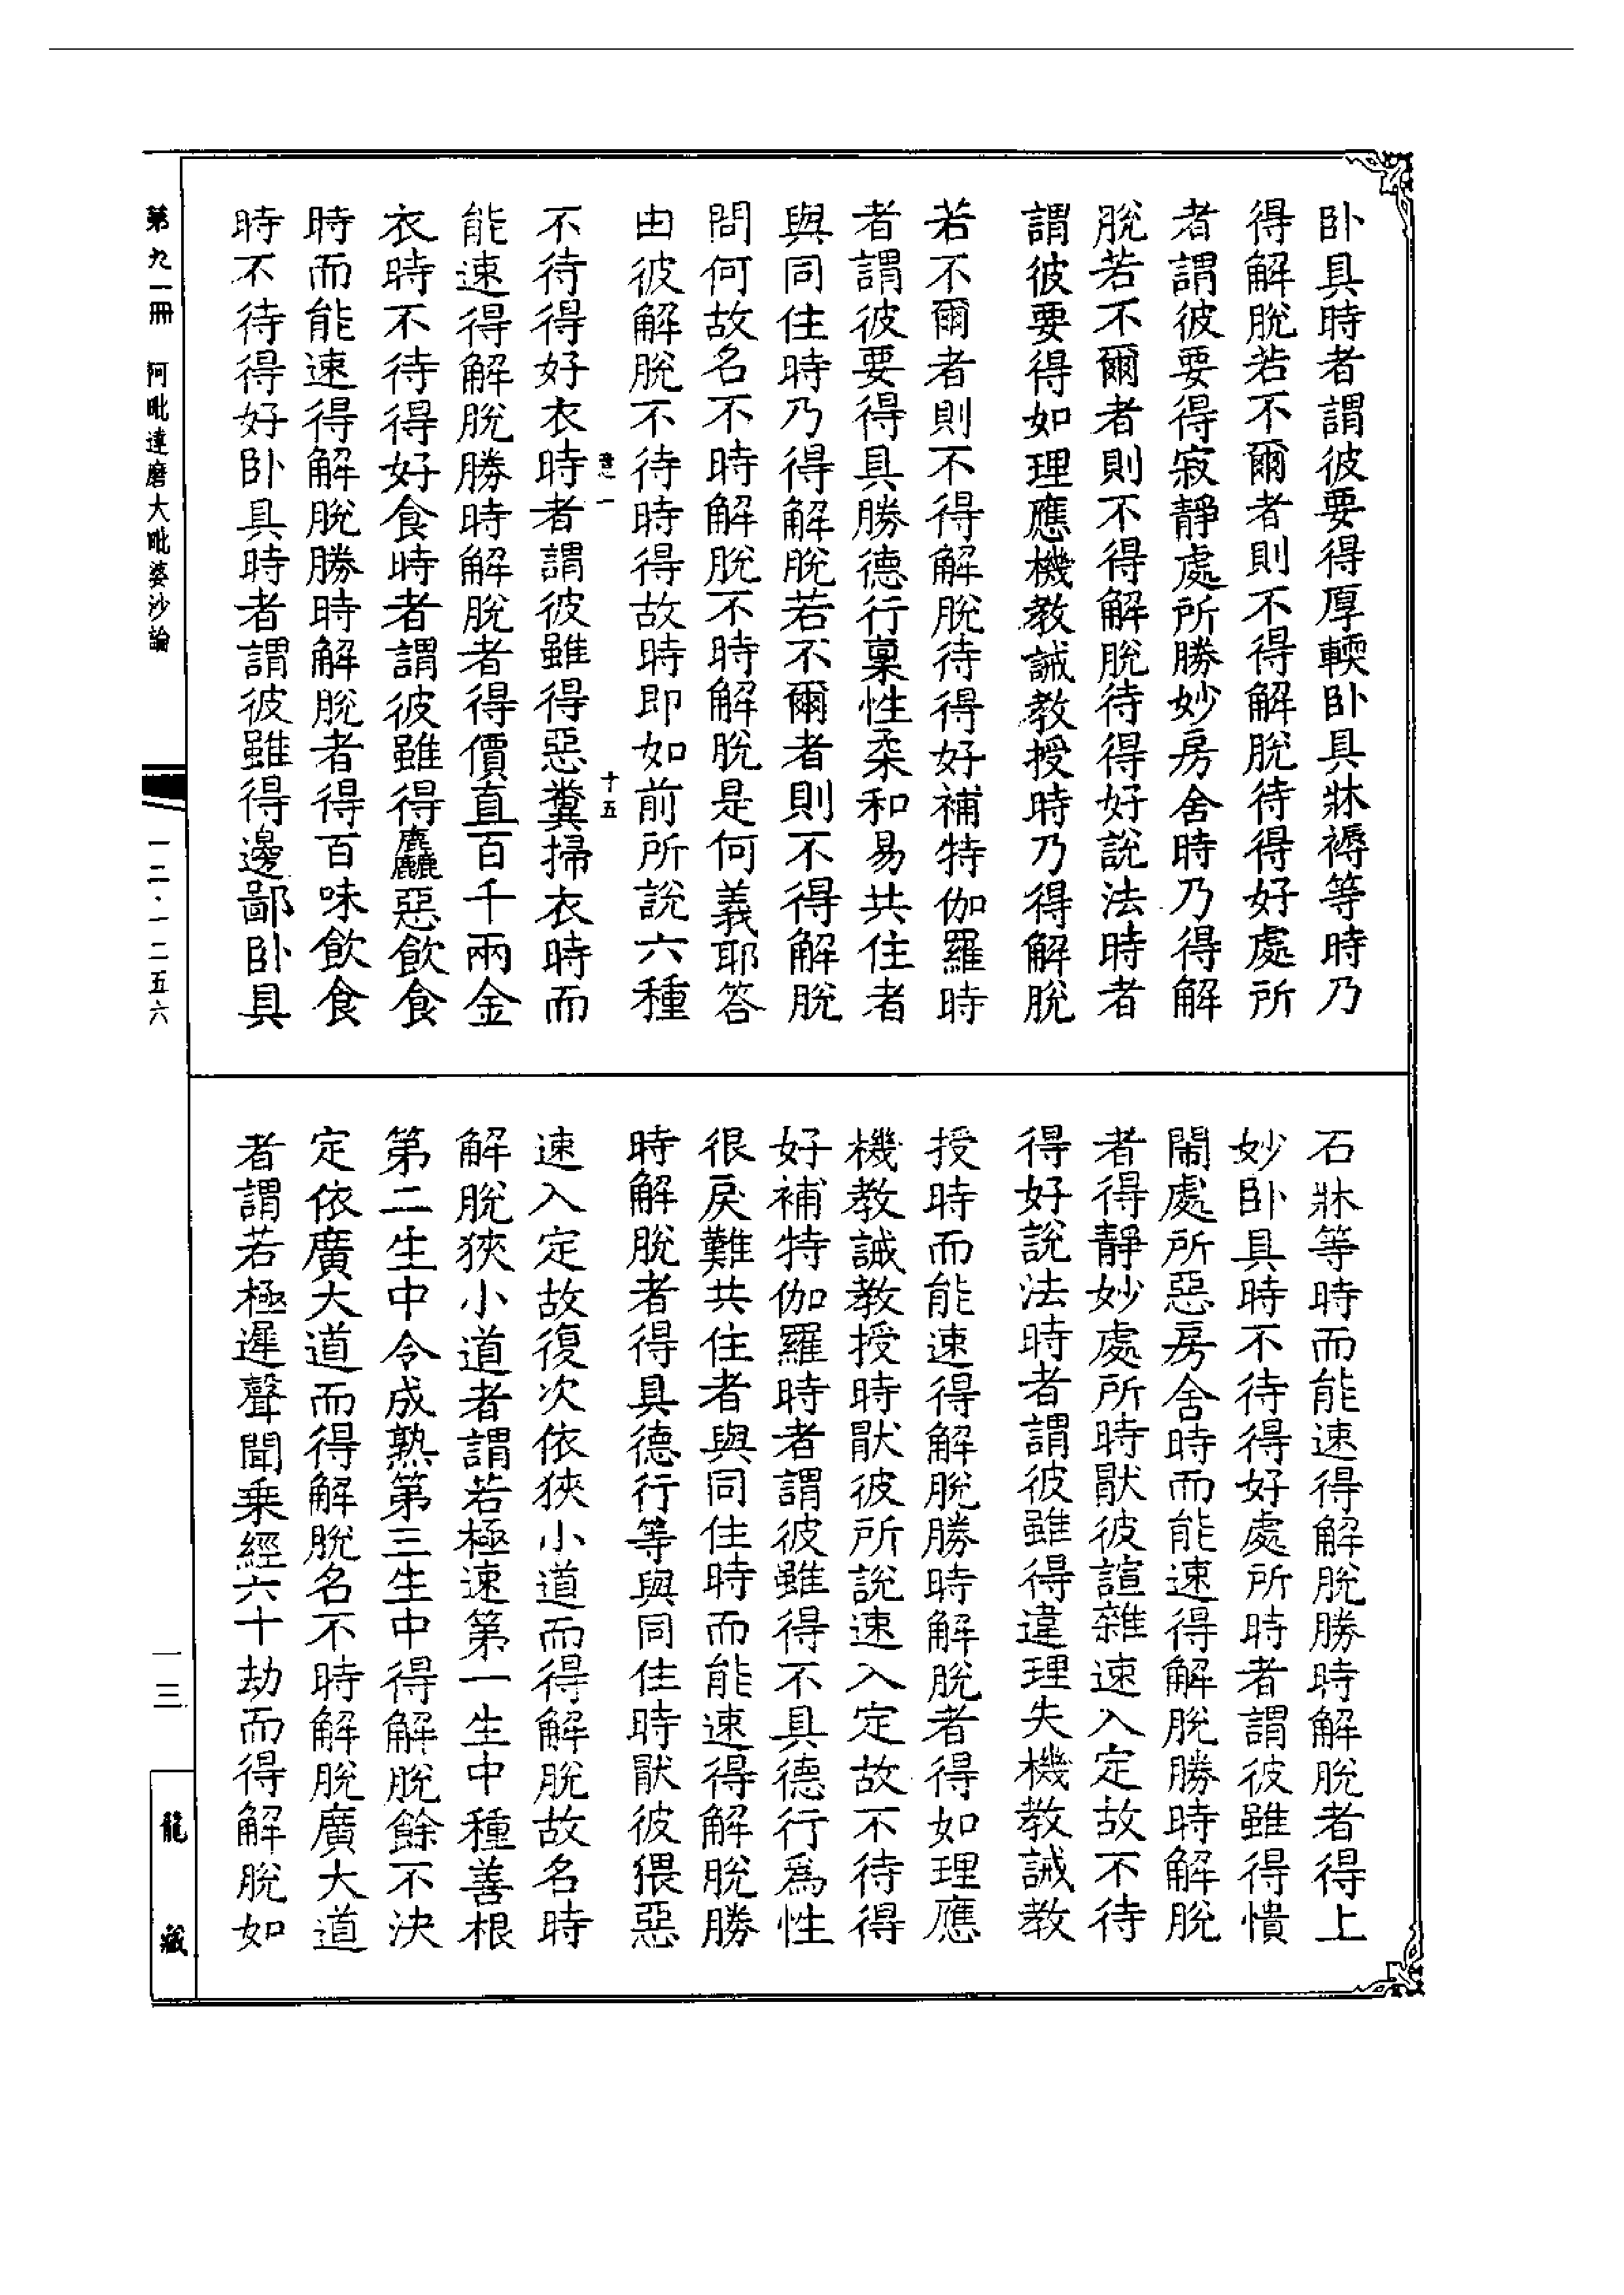 卧具時者謂彼要得厚輭卧具牀褥等時乃
得解脫若不爾者則不得解脫待得好處所
者謂彼要得寂靜處所勝妙房舍時乃得解
脫若不爾者則不得解脫待得好說法時者
謂彼要得如理應機教誡教授時乃得解脫
若不爾者則不得解脫待得好補特伽羅時
者謂彼要得具勝德行稟性柔和易共住者
與同住時乃得解脫若不爾者則不得解脫
問何故名不時解脫不時解脫是何義耶答
由彼解脫不待時得故時即如前所說六種
十五
不待得好衣時者謂彼雖得惡糞掃衣時而
能速得解脫勝時解脫者得價直百千兩金
衣時不待得好食時者謂彼雖得麤惡飲食
時而能速得解脫勝時解脫者得百味飲食
時不待得好卧具時者謂彼雖得邊鄙卧具
石牀等時而能速得解脫勝時解脫者得上
妙卧具時不待得好處所時者謂彼雖得憒
閙處所惡房舍時而能速得解脫勝時解脫
者得靜妙處所時猒彼諠雜速入定故不待
得好說法時者謂彼雖得違理失機教誡教
授時而能速得解脫勝時解脫者得如理應
機教誡教授時猒彼所說速入定故不待得
好補特伽羅時者謂彼雖得不具德行為性
很戾難共住者與同住時而能速得解脫勝
時解脫者得具德行等與同住時猒彼猥惡
速入定故復次依狹小道而得解脫故名時
解脫狹小道者謂若極速第一生中種善根
第二生中令成熟第三生中得解脫餘不決
定依廣大道而得解脫名不時解脫廣大道
者謂若極遲聲聞乘經六十劫而得解脫如
第九一冊 阿毗達磨大毗婆沙論
一二·一二五六
一三
龍藏